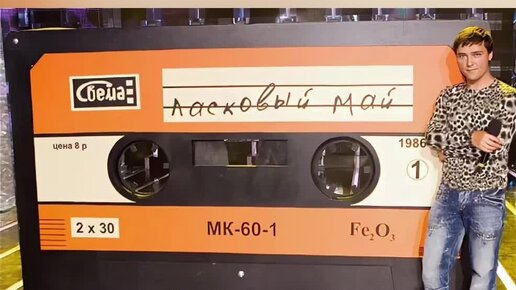 Свема
ласковый май
цена 8 р
1986
1
2 x 30
МК-60-1
Fe₂O₃